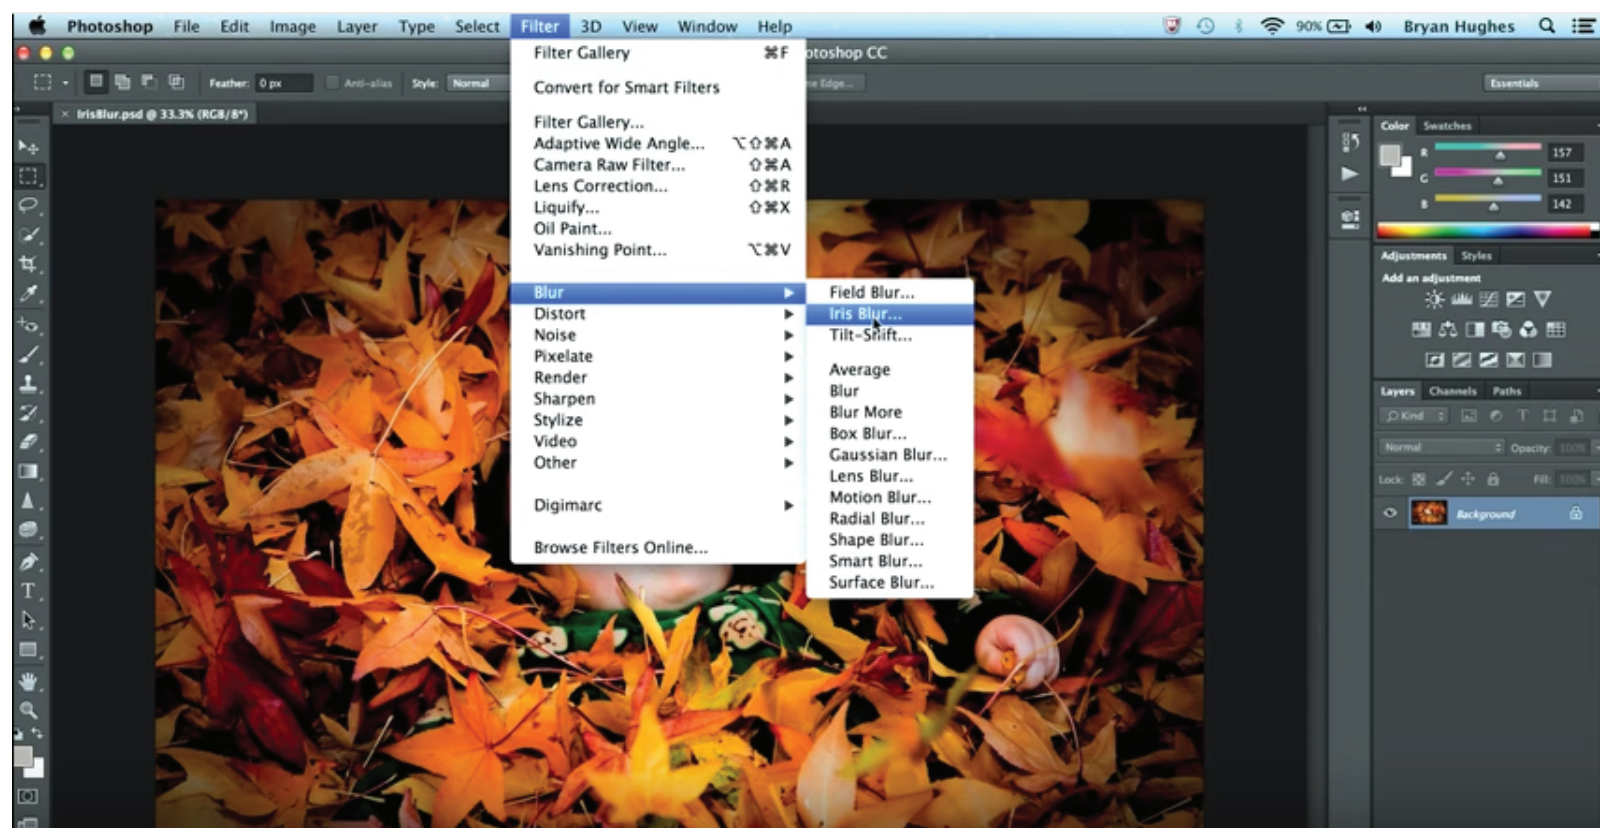 Photoshop File Edit Image Layer Type Select Filter 3D View Window Help 90% Bryan Hughes
otoshop CC
Feather: 0 px Anti-alias Style: Normal Edge... Essentials
× IrisBlur.psd @ 33.3% (RGB/8*)
Filter Gallery ⌘F
Convert for Smart Filters
Filter Gallery...
Adaptive Wide Angle... ⌥⇧⌘A
Camera Raw Filter... ⇧⌘A
Lens Correction... ⇧⌘R
Liquify... ⇧⌘X
Oil Paint...
Vanishing Point... ⌥⌘V
Blur
Distort
Noise
Pixelate
Render
Sharpen
Stylize
Video
Other
Digimarc
Browse Filters Online...
Field Blur...
Iris Blur...
Tilt-Shift...
Average
Blur
Blur More
Box Blur...
Gaussian Blur...
Lens Blur...
Motion Blur...
Radial Blur...
Shape Blur...
Smart Blur...
Surface Blur...
Color Swatches
R 157
G 151
B 142
Adjustments Styles
Add an adjustment
Layers Channels Paths
Kind
Normal Opacity: 100%
Lock: Fill: 100%
Background